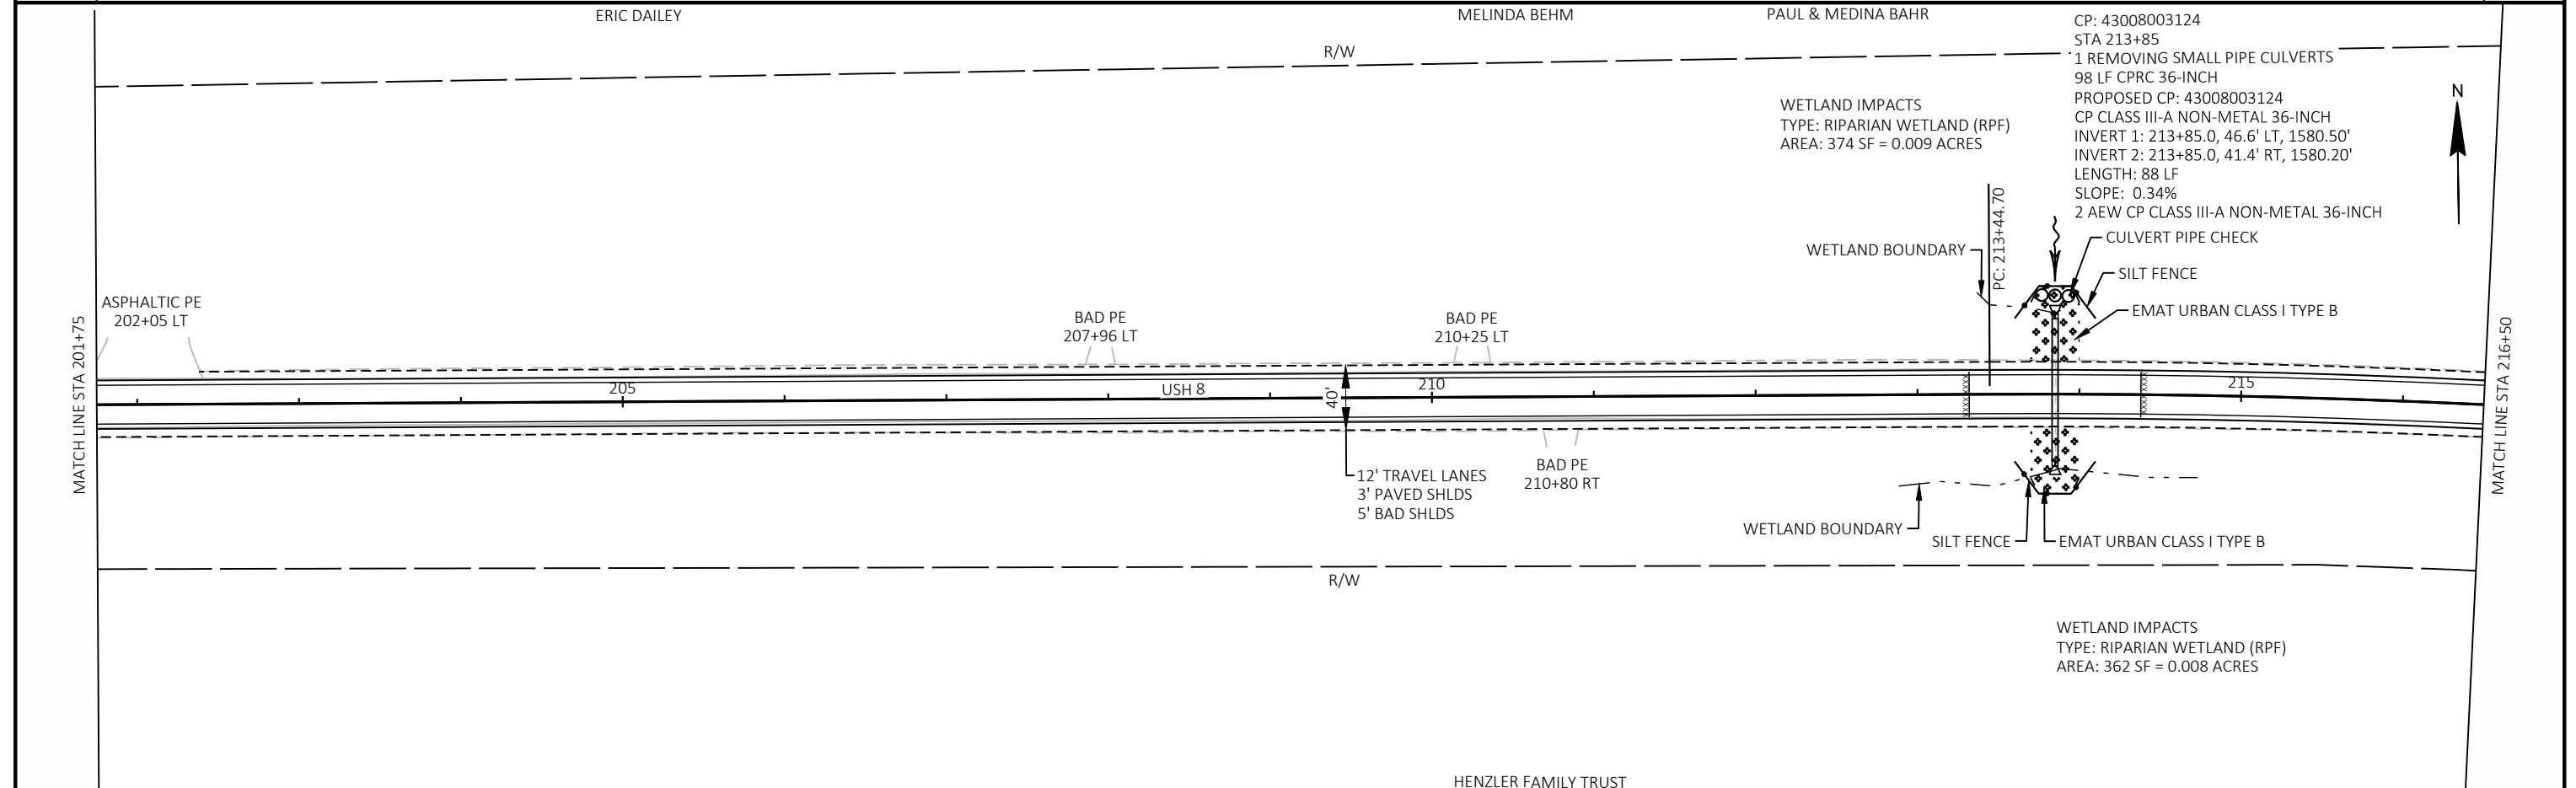 ERIC DAILEY
MELINDA BEHM
PAUL & MEDINA BAHR
R/W
CP: 43008003124
STA 213+85
1 REMOVING SMALL PIPE CULVERTS
98 LF CPRC 36-INCH
PROPOSED CP: 43008003124
CP CLASS III-A NON-METAL 36-INCH
INVERT 1: 213+85.0, 46.6' LT, 1580.50'
INVERT 2: 213+85.0, 41.4' RT, 1580.20'
LENGTH: 88 LF
SLOPE: 0.34%
2 AEW CP CLASS III-A NON-METAL 36-INCH
N
WETLAND IMPACTS
TYPE: RIPARIAN WETLAND (RPF)
AREA: 374 SF = 0.009 ACRES
WETLAND BOUNDARY
PC: 213+44.70
CULVERT PIPE CHECK
SILT FENCE
EMAT URBAN CLASS I TYPE B
MATCH LINE STA 201+75
ASPHALTIC PE
202+05 LT
BAD PE
207+96 LT
BAD PE
210+25 LT
205
USH 8
40'
210
215
MATCH LINE STA 216+50
12' TRAVEL LANES
3' PAVED SHLDS
5' BAD SHLDS
BAD PE
210+80 RT
WETLAND BOUNDARY
SILT FENCE
EMAT URBAN CLASS I TYPE B
R/W
WETLAND IMPACTS
TYPE: RIPARIAN WETLAND (RPF)
AREA: 362 SF = 0.008 ACRES
HENZLER FAMILY TRUST